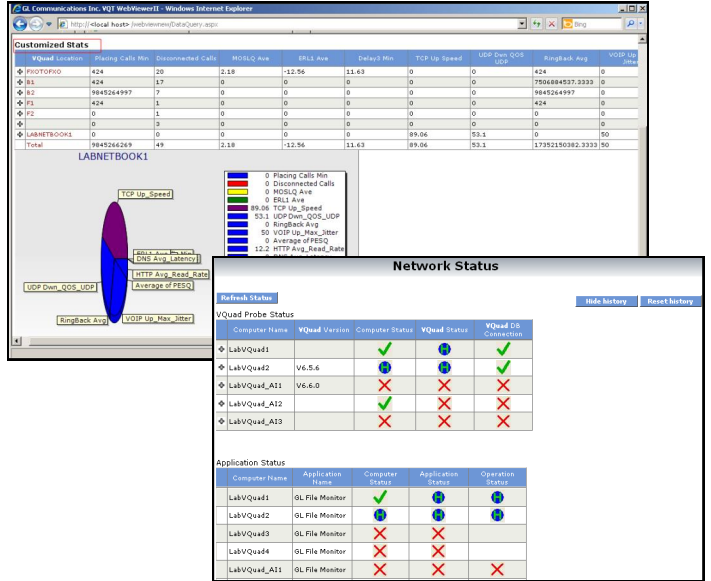 GL Communications Inc. VQT WebViewerII - Windows Internet Explorer
http://<local host> /webviewnew/DataQuery.aspx
Bing
Customized Stats
VQuad Location Placing Calls Min Disconnected Calls MOSLQ Ave ERL1 Ave Delay3 Min TCP Up_Speed UDP Dwn QOS UDP RingBack Avg VOIP Up Jitter
FXOTOFXO 424 20 2.18 -12.56 11.63 0 0 424 0
B1 424 17 0 0 0 0 0 7506884537.3333 0
B2 9845264997 7 0 0 0 0 0 9845264997 0
F1 424 1 0 0 0 0 0 424 0
F2 0 1 0 0 0 0 0 0 0
0 3 0 0 0 0 0 0 0
LABNETBOOK1 0 0 0 0 0 89.06 53.1 0 50
Total 9845266269 49 2.18 -12.56 11.63 89.06 53.1 17352150382.3333 50
LABNETBOOK1
TCP Up_Speed
DNS Avg_Latency
HTTP Avg_Read_Rate
Average of PESQ
UDP Dwn_QOS_UDP
RingBack Avg
VOIP Up_Max_Jitter
0 Placing Calls Min
0 Disconnected Calls
0 MOSLQ Ave
0 ERL1 Ave
89.06 TCP Up_Speed
53.1 UDP Dwn_QOS_UDP
0 RingBack Avg
50 VOIP Up_Max_Jitter
0 Average of PESQ
12.2 HTTP Avg_Read_Rate
Network Status
Refresh Status
Hide history Reset history
VQuad Probe Status
Computer Name VQuad Version Computer Status VQuad Status VQuad DB Connection
LabVQuad1
LabVQuad2 V6.5.6
LabVQuad_AI1 V6.6.0
LabVQuad_AI2
LabVQuad_AI3
Application Status
Computer Name Application Name Computer Status Application Status Operation Status
LabVQuad1 GL File Monitor
LabVQuad2 GL File Monitor
LabVQuad3 GL File Monitor
LabVQuad4 GL File Monitor
LabVQuad_AI1 GL File Monitor